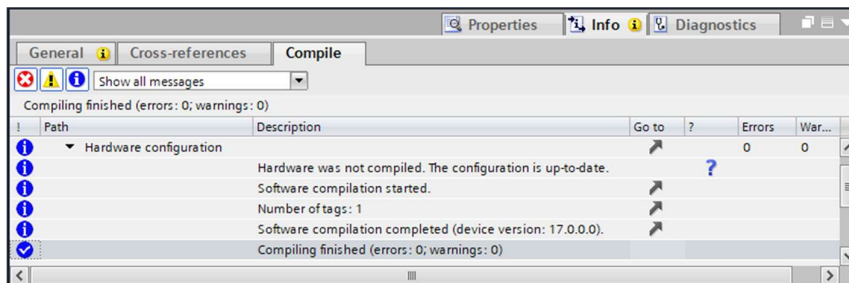 Properties Info Diagnostics
General Cross-references Compile
Show all messages
Compiling finished (errors: 0; warnings: 0)
! Path Description Go to ? Errors War...
Hardware configuration 0 0
Hardware was not compiled. The configuration is up-to-date. ?
Software compilation started.
Number of tags: 1
Software compilation completed (device version: 17.0.0.0).
Compiling finished (errors: 0; warnings: 0)